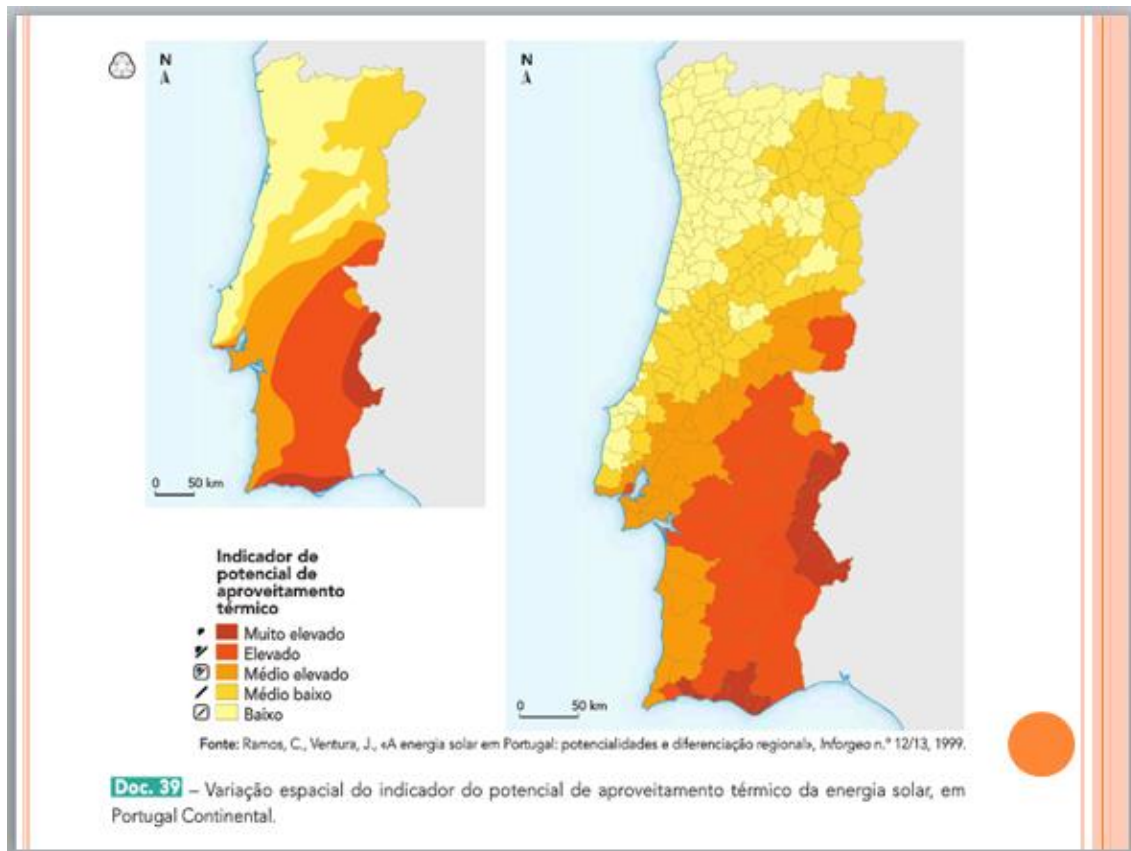 N
N
0 50 km
0 50 km
Indicador de
potencial de
aproveitamento
térmico
Muito elevado
Elevado
Médio elevado
Médio baixo
Baixo
Fonte: Ramos, C., Ventura, J., «A energia solar em Portugal: potencialidades e diferenciação regional», Inforgeo n.º 12/13, 1999.
Doc. 39 – Variação espacial do indicador do potencial de aproveitamento térmico da energia solar, em
Portugal Continental.